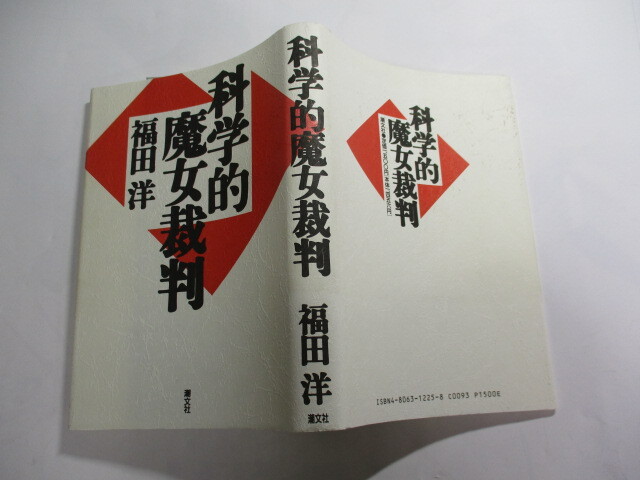 科学的
魔女裁判
福田 洋
潮文社
科学的魔女裁判
福田 洋
潮文社
科学的
魔女裁判
ISBN4-8063-1225-8 C0093 P1500E